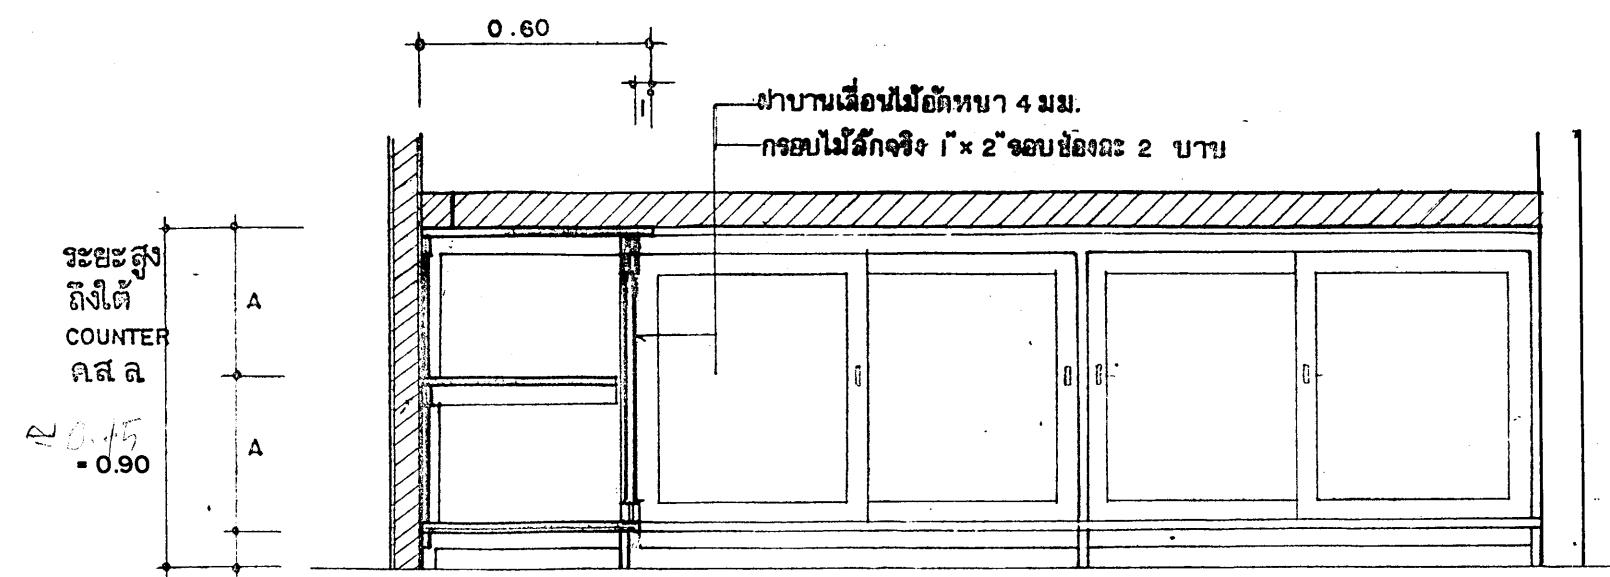 0.60
1"
ฝาบานเลื่อนไม้อัดหนา 4 มม.
กรอบไม้สักจริง 1" × 2" รอบช่องละ 2 บาน
ระยะสูง
ถึงใต้
COUNTER
ค.ส.ล.
= 0.90
A
A